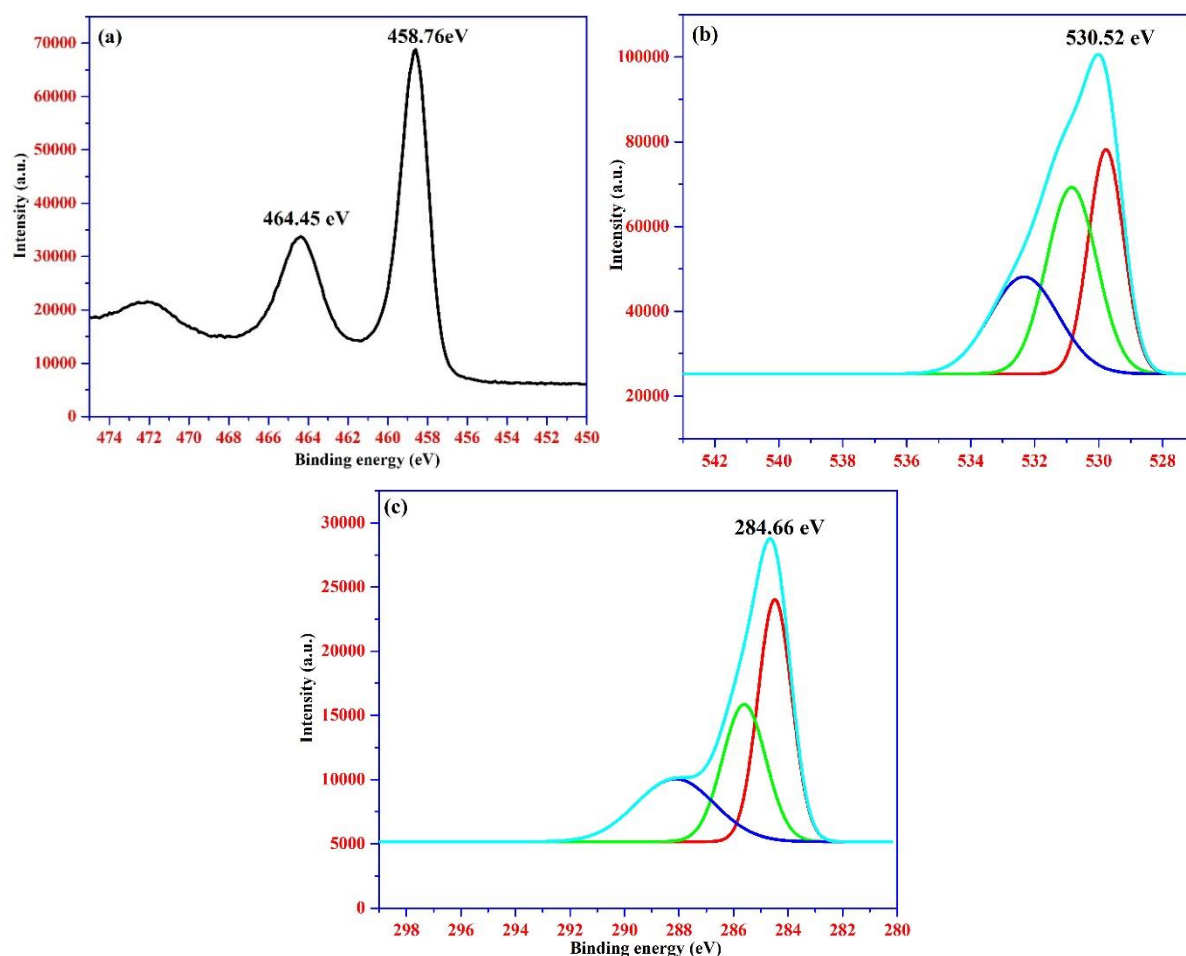 (a)
458.76eV
464.45 eV
70000
60000
50000
40000
30000
20000
10000
0
Intensity (a.u.)
474 472 470 468 466 464 462 460 458 456 454 452 450
Binding energy (eV)
(b)
530.52 eV
100000
80000
60000
40000
20000
Intensity (a.u.)
542 540 536 534 532 530 528
(c)
284.66 eV
30000
25000
20000
15000
10000
5000
0
Intensity (a.u.)
298 296 294 292 290 288 286 284 282 280
Binding energy (eV)